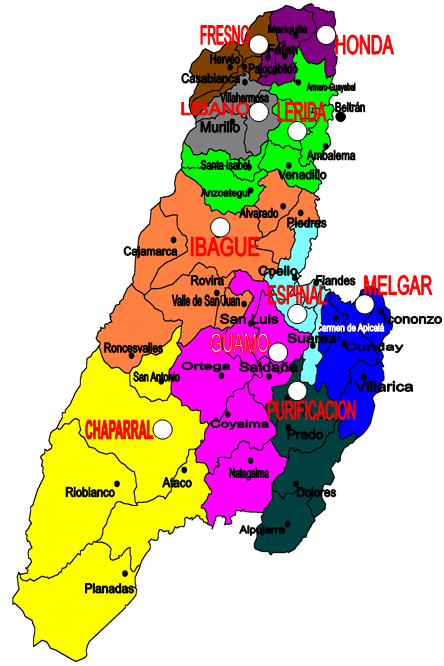 Mariquita
FRESNO
HONDA
Falan
Herveo
Palocabildo
Casabianca
Armero-Guayabal
Villahermosa
LIBANO
LERIDA
Beltrán
Murillo
Ambalema
Santa Isabel
Venadillo
Anzoategui
Alvarado
Piedras
IBAGUE
Cajamarca
Coello
Rovira
Flandes
MELGAR
Valle de San Juan
ESPINAL
San Luis
Carmen de Apicalá
Icononzo
GUAMO
Suárez
Cunday
Roncesvalles
Ortega
Saldaña
San Antonio
Villarica
PURIFICACION
Coyaima
CHAPARRAL
Prado
Natagaima
Ataco
Rioblanco
Dolores
Alpujarra
Planadas